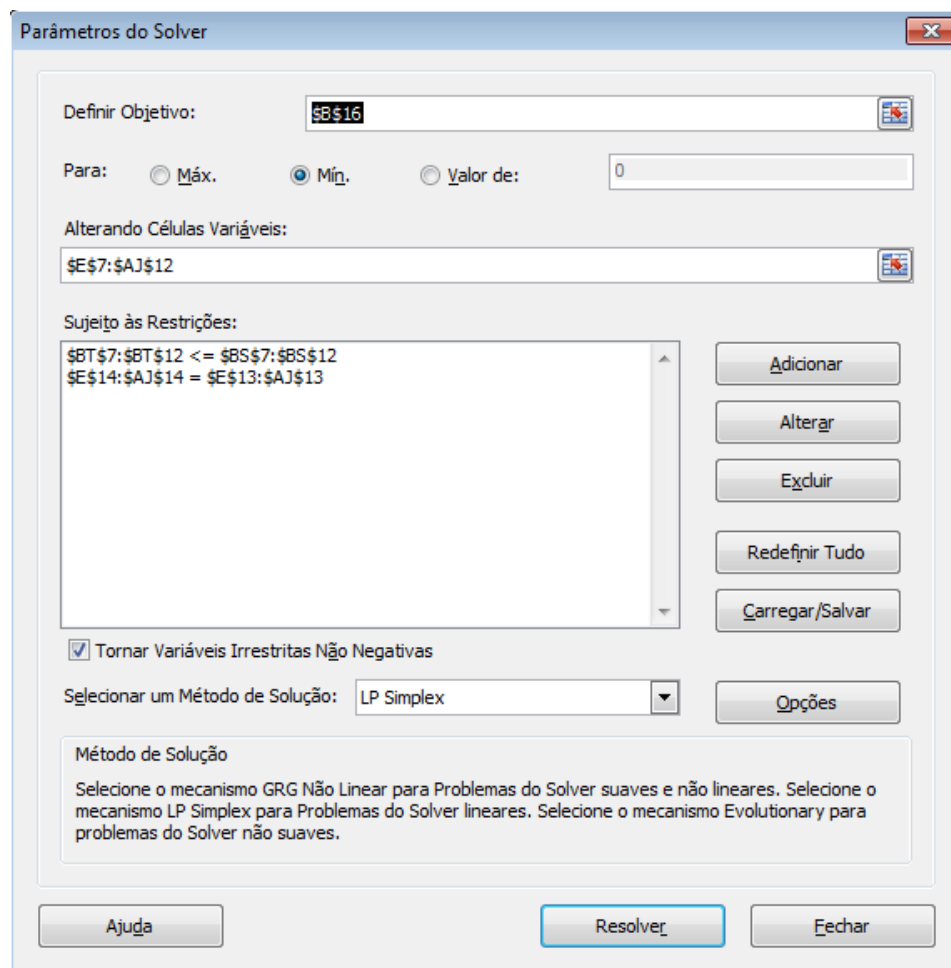 Parâmetros do Solver
Definir Objetivo: $B$16
Para: Máx. Mín. Valor de: 0
Alterando Células Variáveis:
$E$7:$AJ$12
Sujeito às Restrições:
$BT$7:$BT$12 <= $BS$7:$BS$12
$E$14:$AJ$14 = $E$13:$AJ$13
Adicionar
Alterar
Excluir
Redefinir Tudo
Carregar/Salvar
Tornar Variáveis Irrestritas Não Negativas
Selecionar um Método de Solução: LP Simplex Opções
Método de Solução
Selecione o mecanismo GRG Não Linear para Problemas do Solver suaves e não lineares. Selecione o
mecanismo LP Simplex para Problemas do Solver lineares. Selecione o mecanismo Evolutionary para
problemas do Solver não suaves.
Ajuda Resolver Fechar